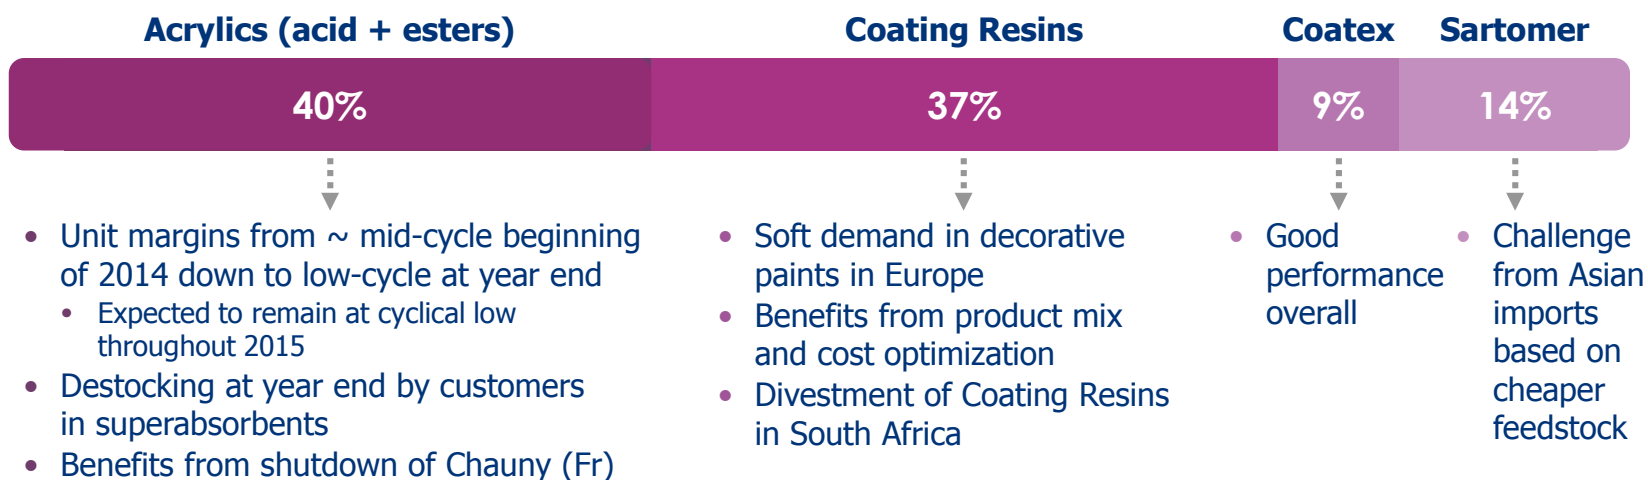 Acrylics (acid + esters)
Coating Resins
Coatex
Sartomer
40%
37%
9%
14%
• Unit margins from ~ mid-cycle beginning
of 2014 down to low-cycle at year end
• Expected to remain at cyclical low
throughout 2015
• Destocking at year end by customers
in superabsorbents
• Benefits from shutdown of Chauny (Fr)
• Soft demand in decorative
paints in Europe
• Benefits from product mix
and cost optimization
• Divestment of Coating Resins
in South Africa
• Good
performance
overall
• Challenge
from Asian
imports
based on
cheaper
feedstock